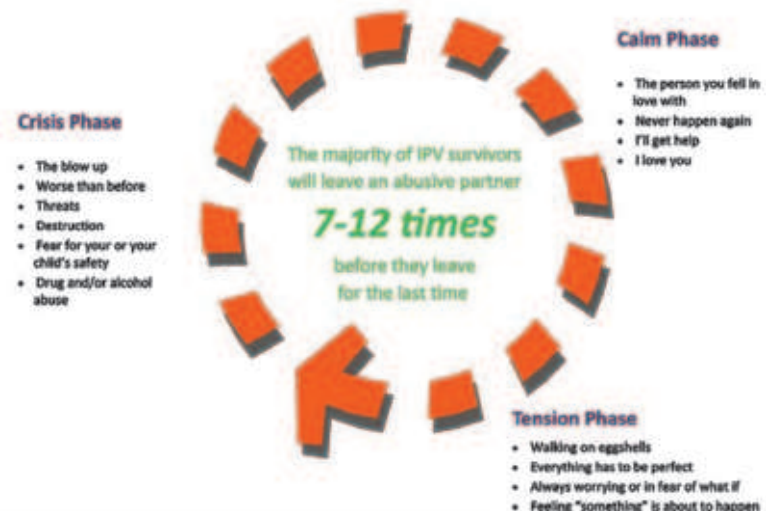 Calm Phase
• The person you fell in
love with
• Never happen again
• I'll get help
• I love you
Crisis Phase
• The blow up
• Worse than before
• Threats
• Destruction
• Fear for your or your
child's safety
• Drug and/or alcohol
abuse
The majority of IPV survivors
will leave an abusive partner
7-12 times
before they leave
for the last time
Tension Phase
• Walking on eggshells
• Everything has to be perfect
• Always worrying or in fear of what if
• Feeling "something" is about to happen